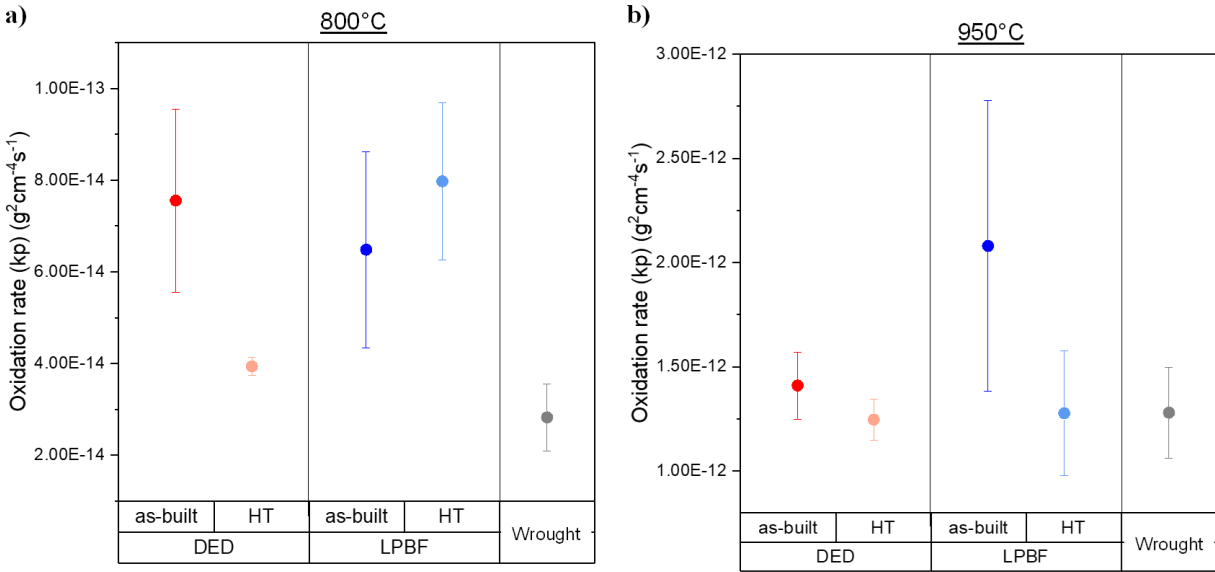 a)
800°C
Oxidation rate (kp) (g²cm⁻⁴s⁻¹)
1.00E-13
8.00E-14
6.00E-14
4.00E-14
2.00E-14
as-built HT as-built HT Wrought
DED LPBF
b)
950°C
Oxidation rate (kp) (g²cm⁻⁴s⁻¹)
3.00E-12
2.50E-12
2.00E-12
1.50E-12
1.00E-12
as-built HT as-built HT Wrought
DED LPBF